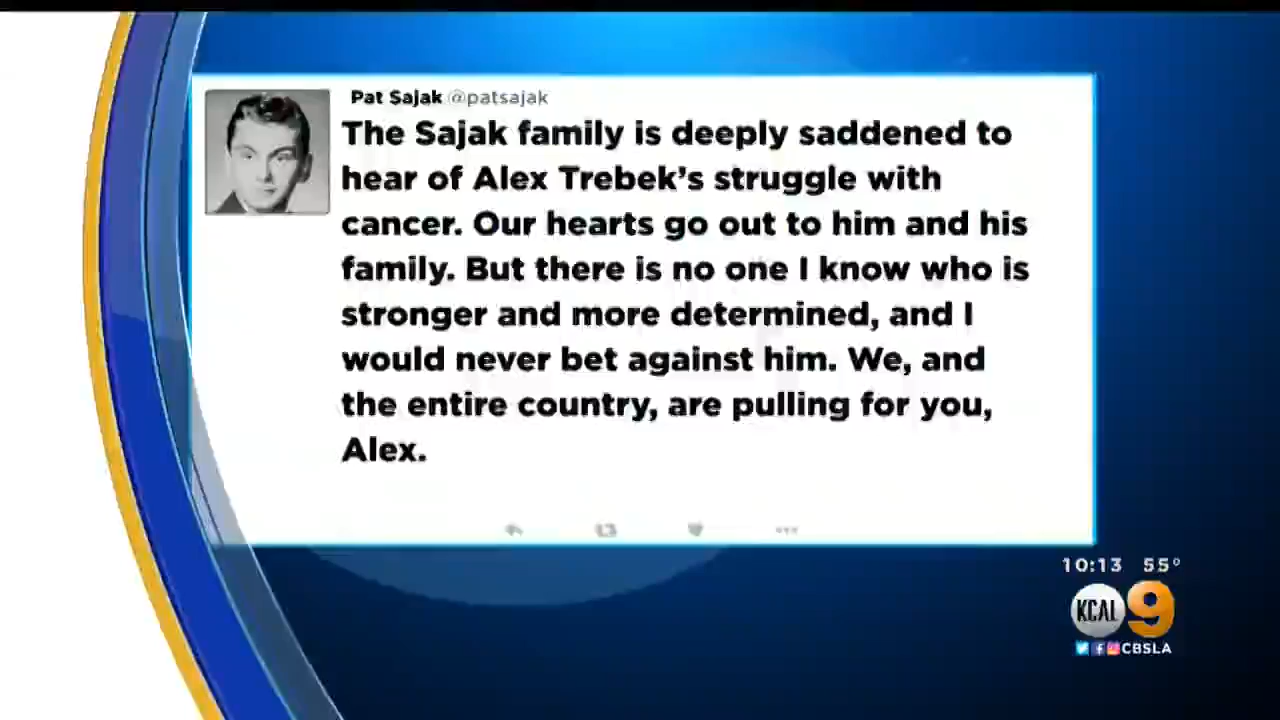 Pat Sajak @patsajak
The Sajak family is deeply saddened to
hear of Alex Trebek's struggle with
cancer. Our hearts go out to him and his
family. But there is no one I know who is
stronger and more determined, and I
would never bet against him. We, and
the entire country, are pulling for you,
Alex.
10:13 55°
KCAL 9
CBSLA